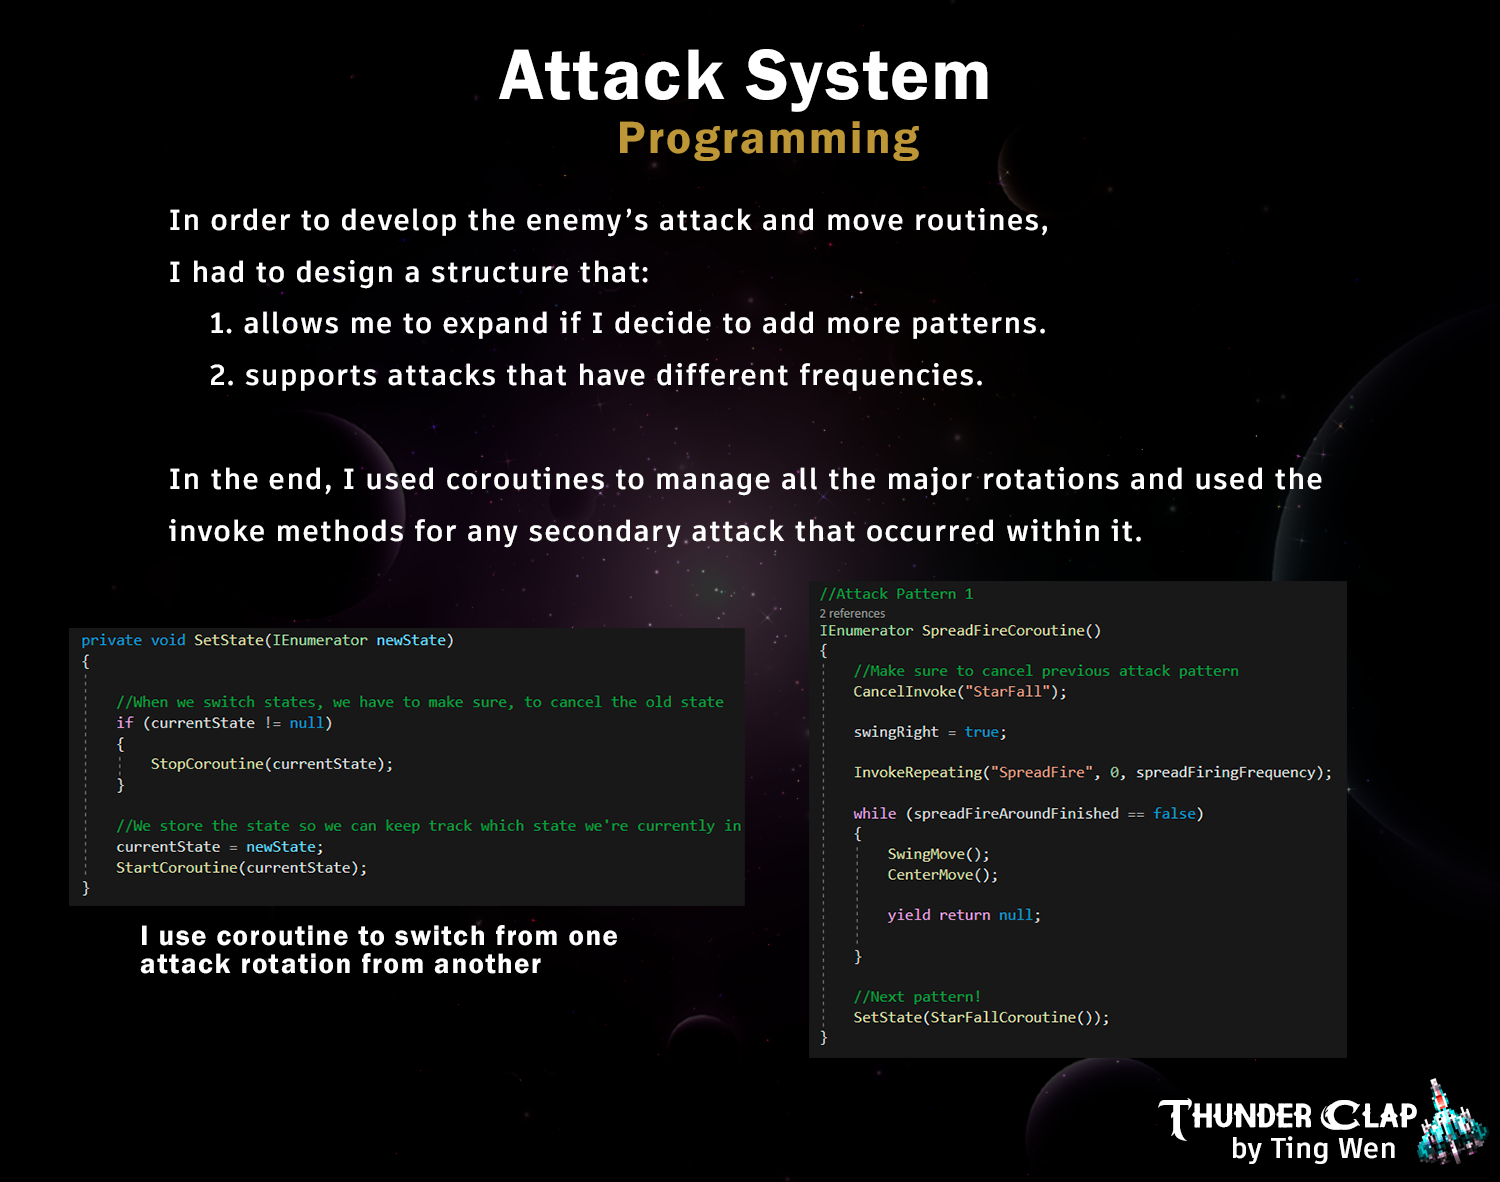 Attack System
Programming
In order to develop the enemy’s attack and move routines,
I had to design a structure that:
1. allows me to expand if I decide to add more patterns.
2. supports attacks that have different frequencies.
In the end, I used coroutines to manage all the major rotations and used the
invoke methods for any secondary attack that occurred within it.
private void SetState(IEnumerator newState)
{
//When we switch states, we have to make sure, to cancel the old state
if (currentState != null)
{
StopCoroutine(currentState);
}
//We store the state so we can keep track which state we're currently in
currentState = newState;
StartCoroutine(currentState);
}
I use coroutine to switch from one
attack rotation from another
//Attack Pattern 1
2 references
IEnumerator SpreadFireCoroutine()
{
//Make sure to cancel previous attack pattern
CancelInvoke("StarFall");
swingRight = true;
InvokeRepeating("SpreadFire", 0, spreadFiringFrequency);
while (spreadFireAroundFinished == false)
{
SwingMove();
CenterMove();
yield return null;
}
//Next pattern!
SetState(StarFallCoroutine());
}
THUNDER CLAP
by Ting Wen